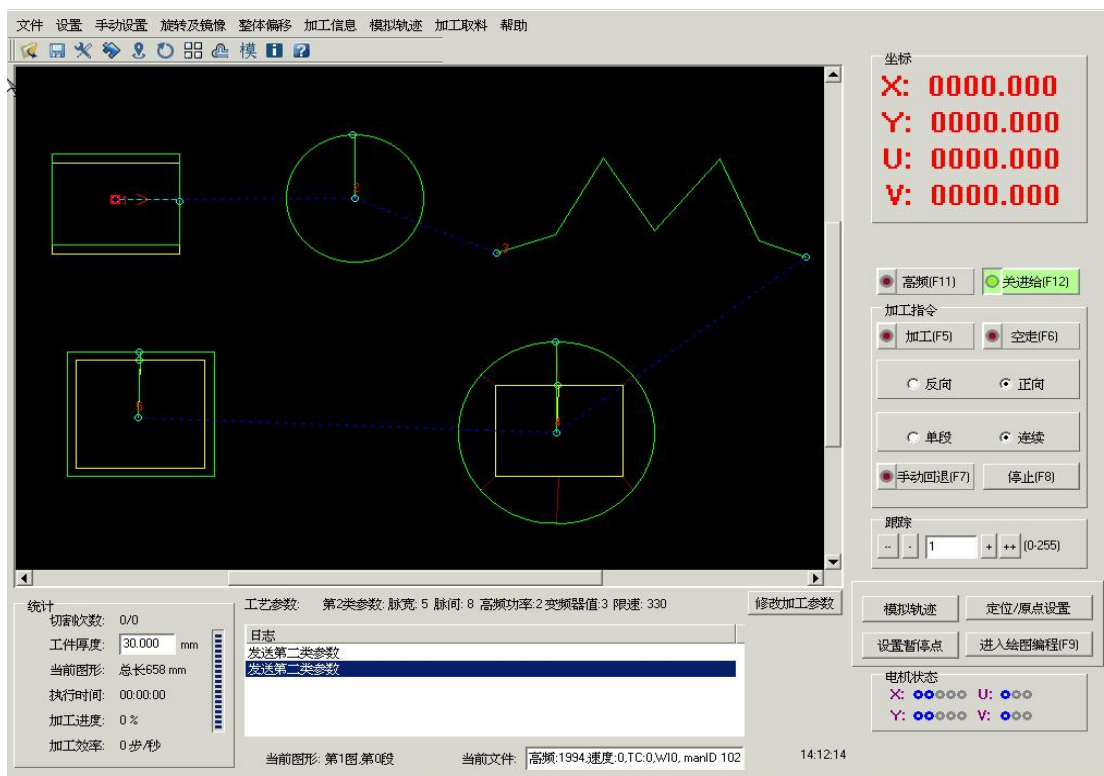 文件 设置 手动设置 旋转及镜像 整体偏移 加工信息 模拟轨迹 加工取料 帮助
模
坐标
X: 0000.000
Y: 0000.000
U: 0000.000
V: 0000.000
1
2
3
4
5
高频(F11) 关进给(F12)
加工指令
加工(F5) 空走(F6)
反向 正向
单段 连续
手动回退(F7) 停止(F8)
跟踪
-- - 1 + ++ (0-255)
模拟轨迹 定位/原点设置
设置暂停点 进入绘图编程(F9)
电机状态
X: U:
Y: V:
统计
切割次数: 0/0
工件厚度: 30.000 mm
当前图形: 总长658 mm
执行时间: 00:00:00
加工进度: 0 %
加工效率: 0 步/秒
工艺参数: 第2类参数: 脉宽: 5 脉间: 8 高频功率:2 变频器值:3 限速: 330 修改加工参数
日志
发送第二类参数
发送第二类参数
当前图形: 第1图,第0段 当前文件: 高频:1994,速度:0,TC:0,WI0, manID 102 14:12:14